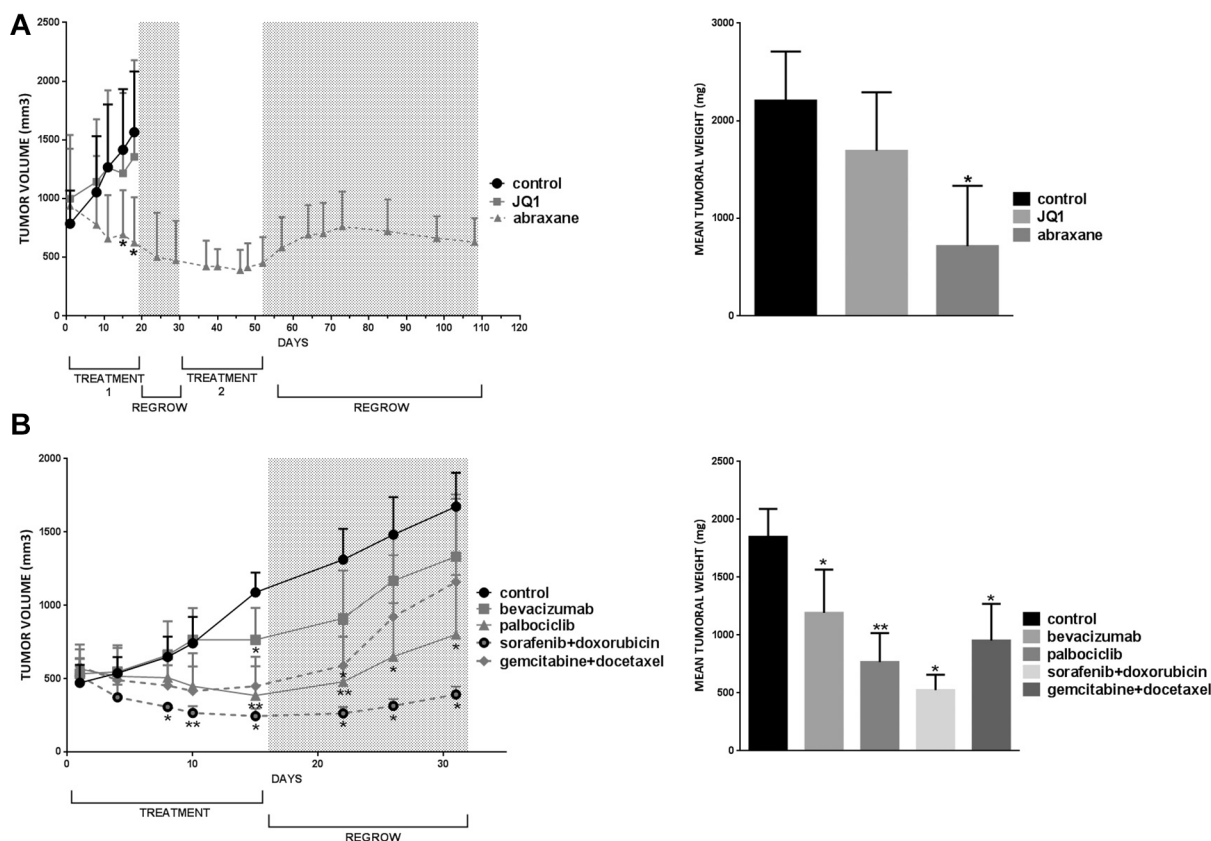 A
TUMOR VOLUME (mm3)
2500
2000
1500
1000
500
0
0 10 20 30 40 50 60 70 80 90 100 110 120
DAYS
* *
control
JQ1
abraxane
TREATMENT
1
REGROW
TREATMENT
2
REGROW
MEAN TUMORAL WEIGHT (mg)
3000
2000
1000
0
*
control
JQ1
abraxane
B
TUMOR VOLUME (mm3)
2000
1500
1000
500
0
0 10 20 30
DAYS
* ** * ** * * ** * * * * *
control
bevacizumab
palbociclib
sorafenib+doxorubicin
gemcitabine+docetaxel
TREATMENT
REGROW
MEAN TUMORAL WEIGHT (mg)
2500
2000
1500
1000
500
0
* ** * *
control
bevacizumab
palbociclib
sorafenib+doxorubicin
gemcitabine+docetaxel